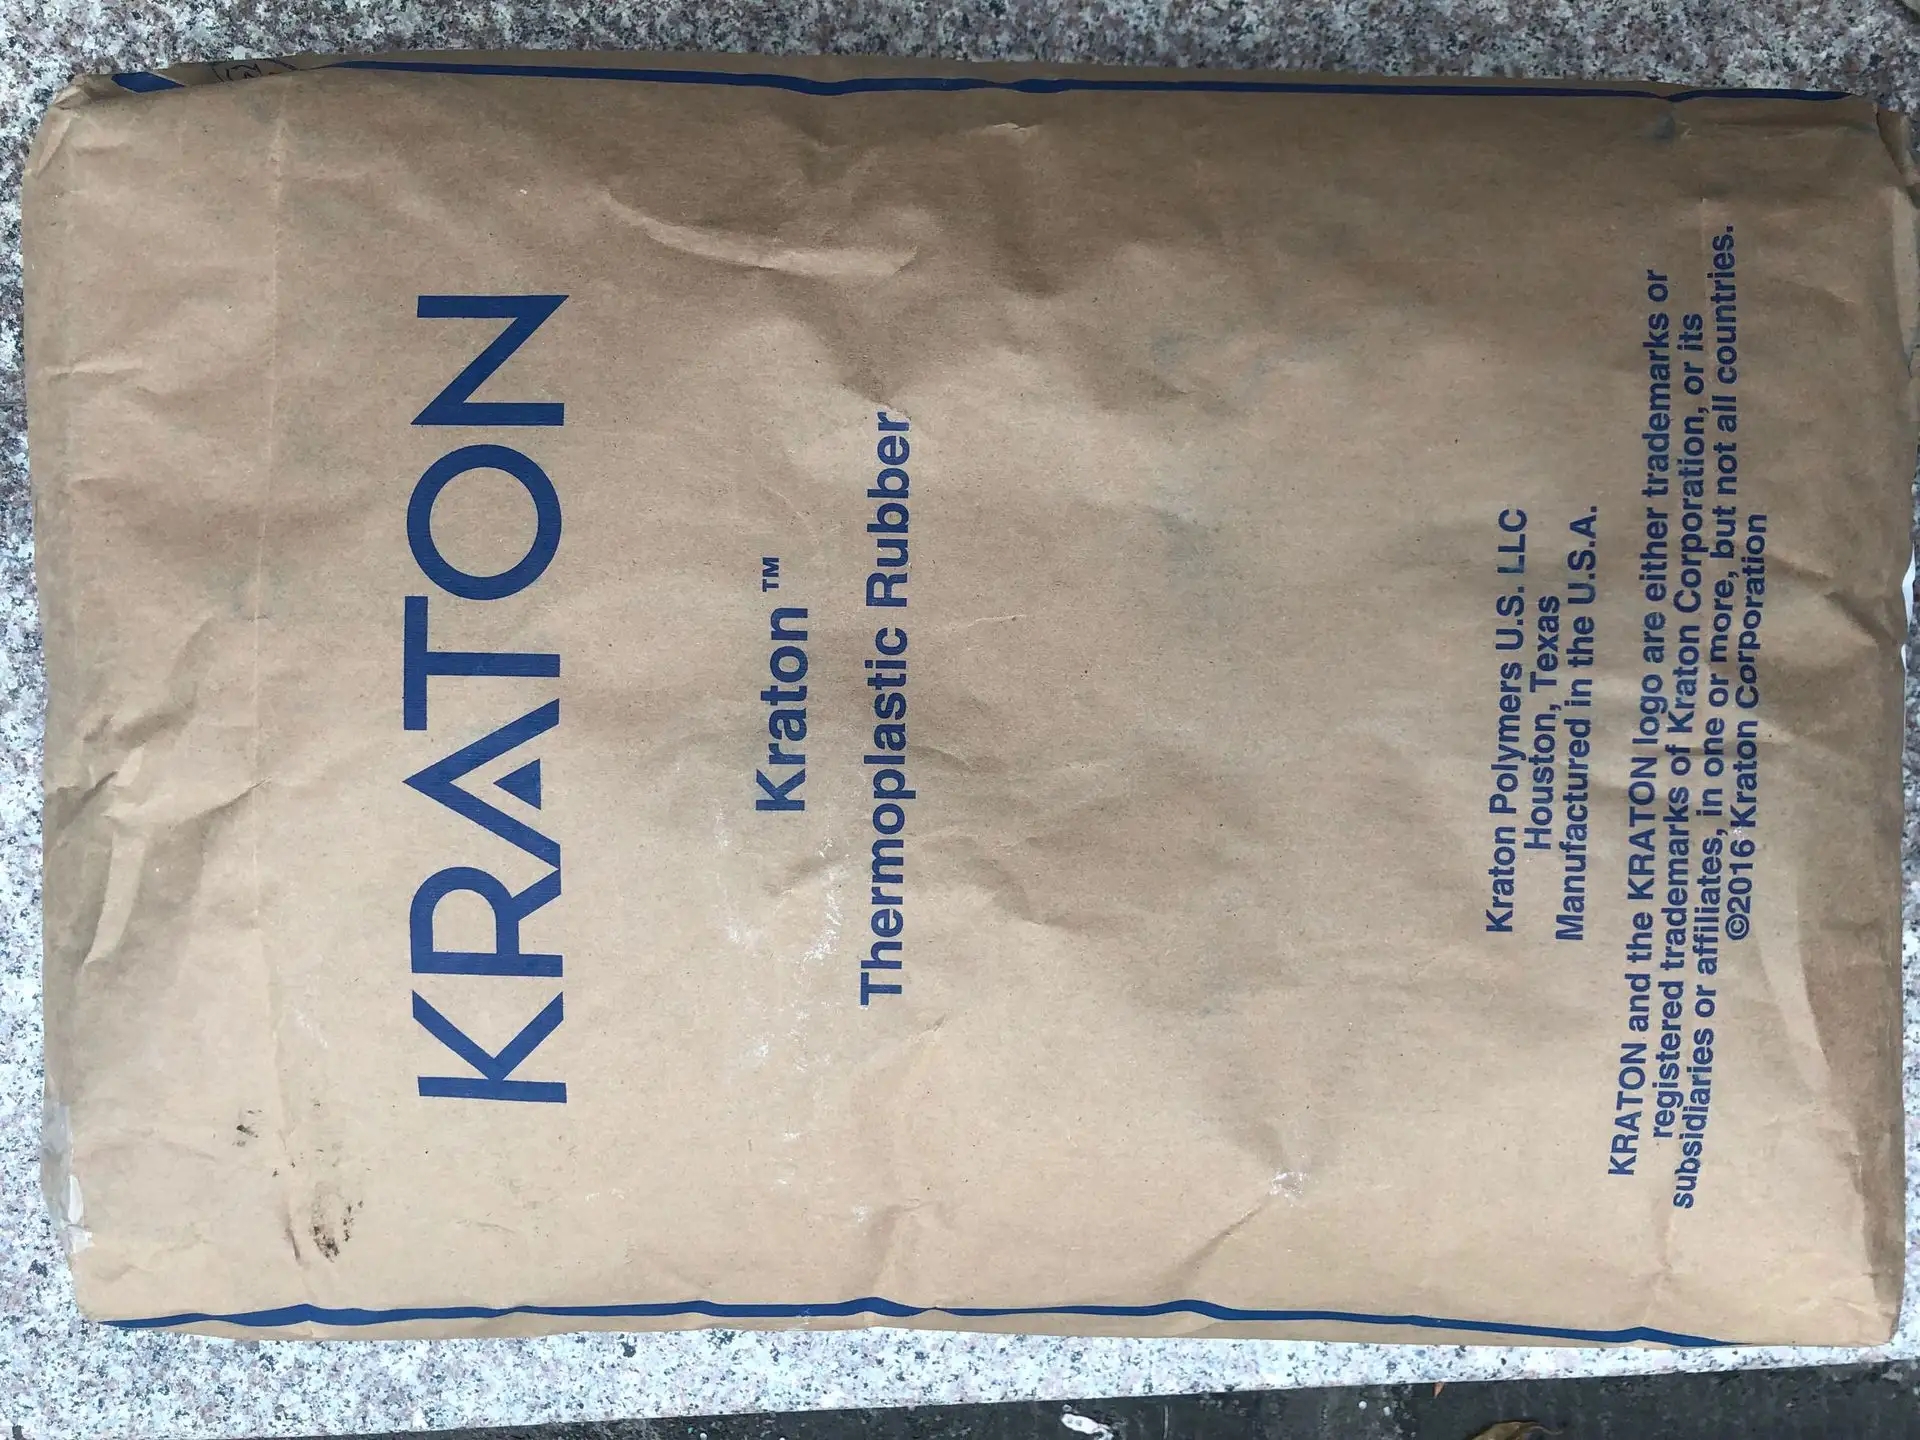 KRATON
Kraton™
Thermoplastic Rubber
Kraton Polymers U.S. LLC
Houston, Texas
Manufactured in the U.S.A.
KRATON and the KRATON logo are either trademarks or
registered trademarks of Kraton Corporation, or its
subsidiaries or affiliates, in one or more, but not all countries.
©2016 Kraton Corporation